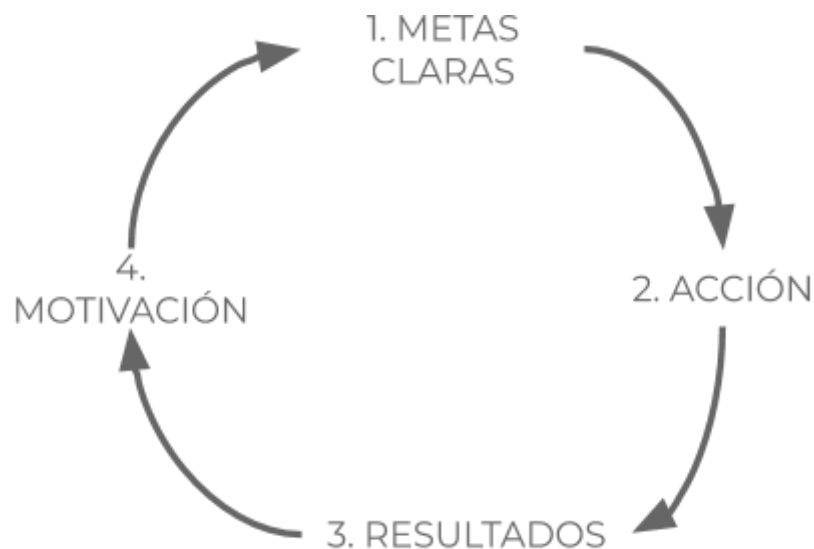 1. METAS
CLARAS
2. ACCIÓN
3. RESULTADOS
4.
MOTIVACIÓN